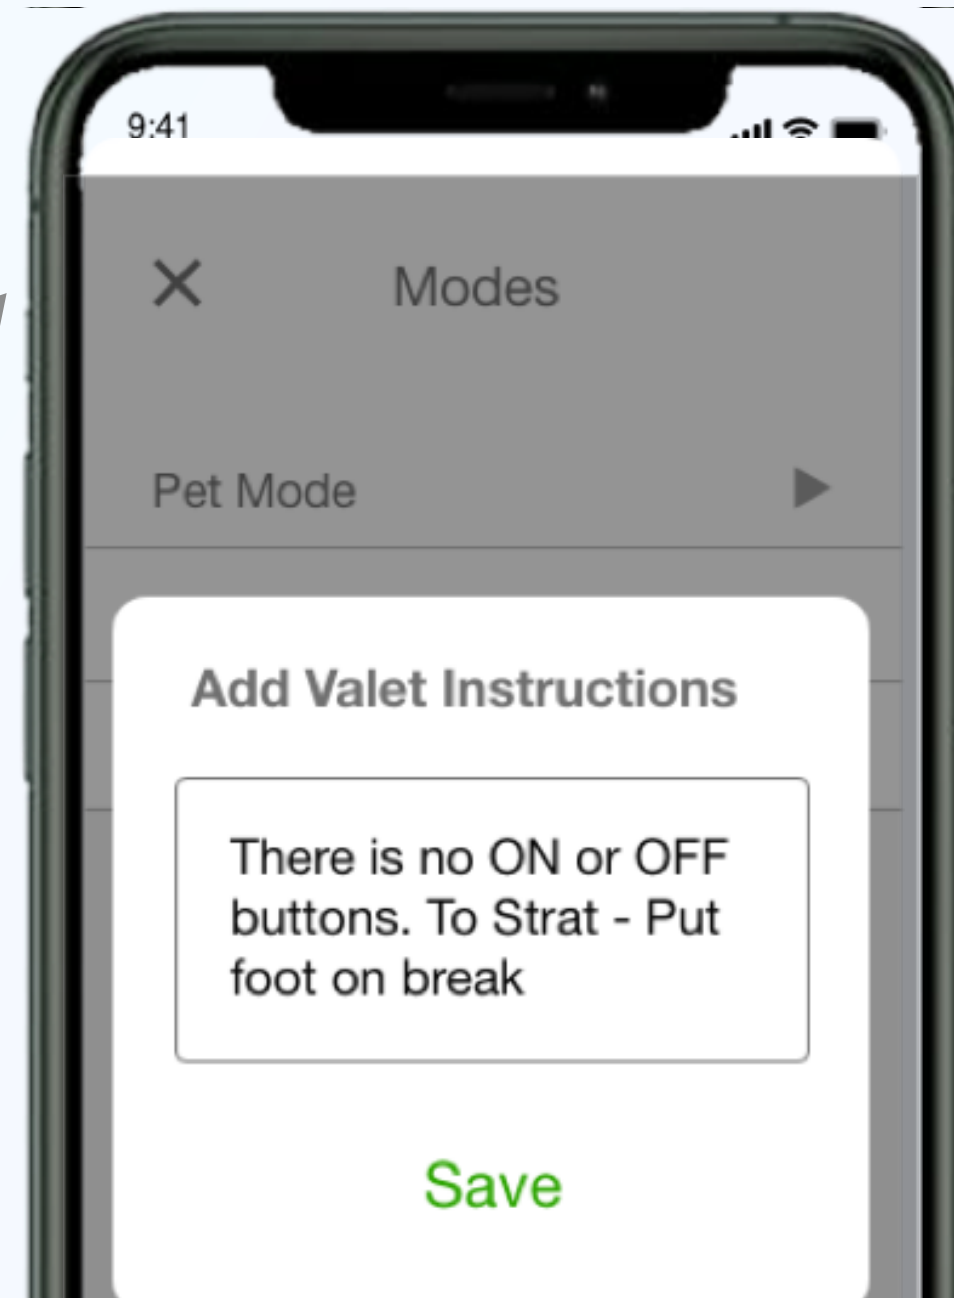 9:41
Modes
Pet Mode
Add Valet Instructions
There is no ON or OFF
buttons. To Strat - Put
foot on break
Save